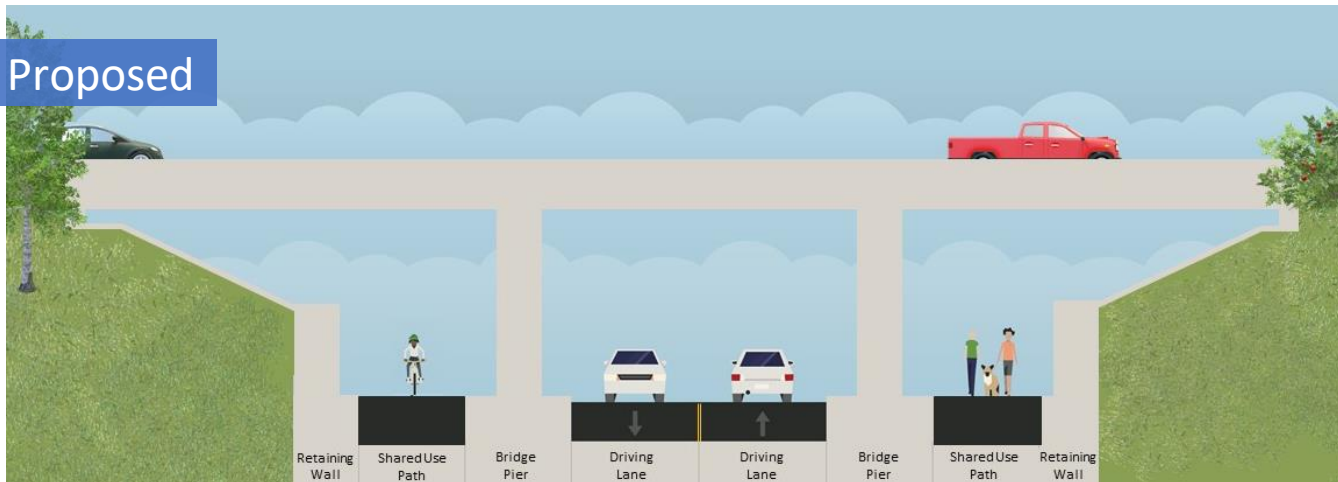 Proposed
Retaining
Wall
Shared Use
Path
Bridge
Pier
Driving
Lane
Driving
Lane
Bridge
Pier
Shared Use
Path
Retaining
Wall